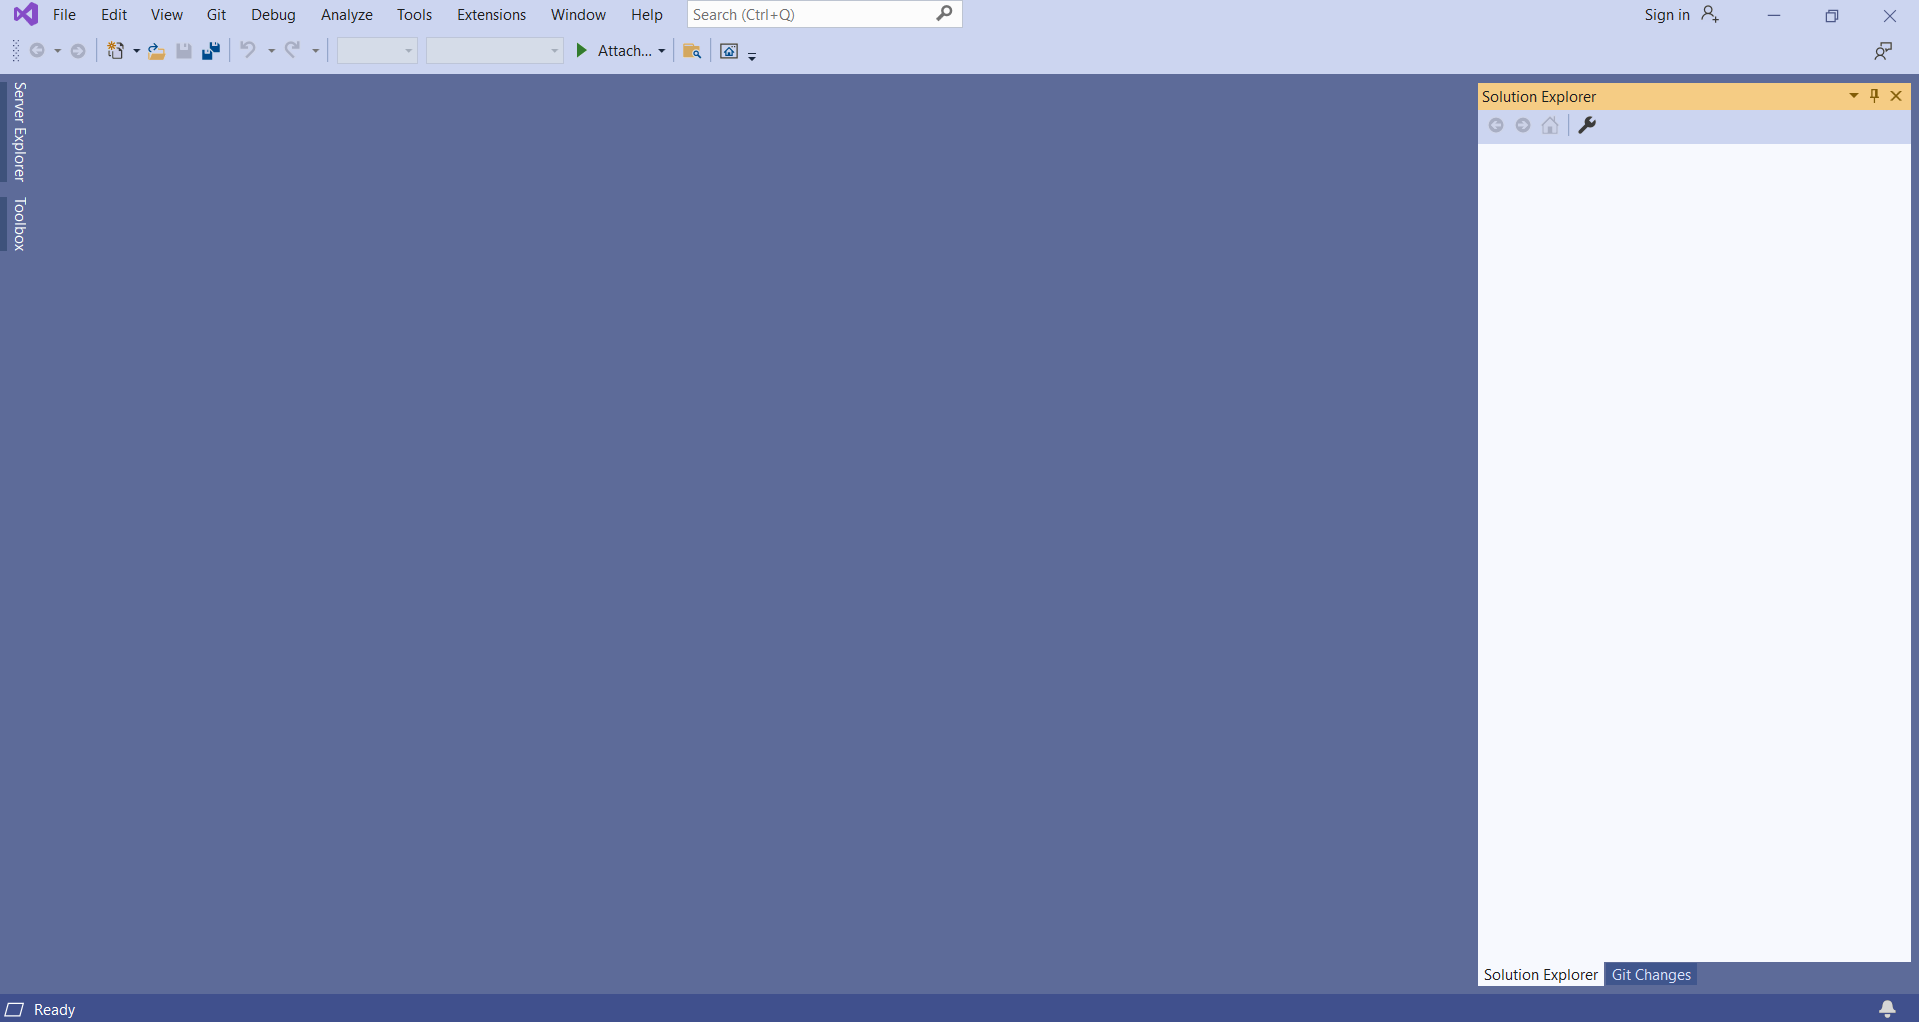 File Edit View Git Debug Analyze Tools Extensions Window Help Search (Ctrl+Q) Sign in
Attach...
Server Explorer
Toolbox
Solution Explorer
Solution Explorer Git Changes
Ready